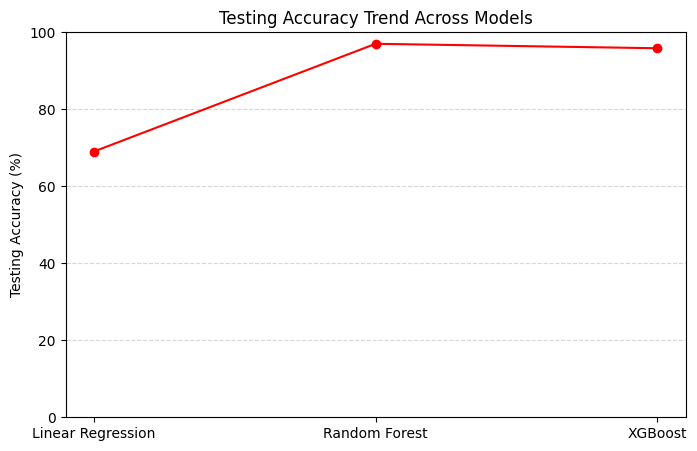 Testing Accuracy Trend Across Models
Testing Accuracy (%)
100
80
60
40
20
0
Linear Regression
Random Forest
XGBoost